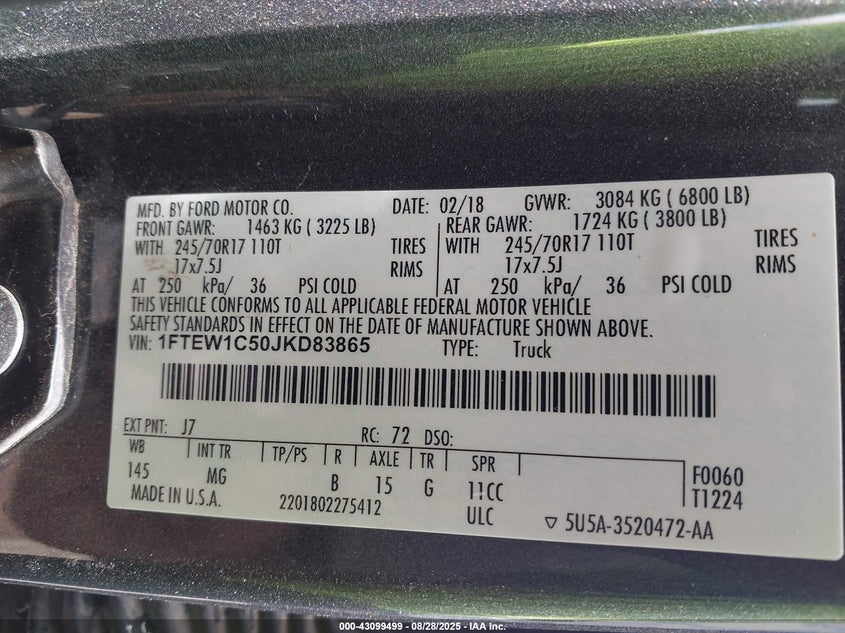 MFD. BY FORD MOTOR CO. DATE: 02/18 GVWR: 3084 KG ( 6800 LB)
FRONT GAWR: 1463 KG ( 3225 LB) REAR GAWR: 1724 KG ( 3800 LB)
WITH 245/70R17 110T TIRES WITH 245/70R17 110T TIRES
17x7.5J RIMS 17x7.5J RIMS
AT 250 kPa/ 36 PSI COLD AT 250 kPa/ 36 PSI COLD
THIS VEHICLE CONFORMS TO ALL APPLICABLE FEDERAL MOTOR VEHICLE
SAFETY STANDARDS IN EFFECT ON THE DATE OF MANUFACTURE SHOWN ABOVE.
VIN: 1FTEW1C50JKD83865 TYPE: Truck
EXT PNT: J7 RC: 72 DSO:
WB INT TR TP/PS R AXLE TR SPR
145 MG B 15 G 11CC F0060
MADE IN U.S.A. 2201802275412 ULC T1224
▽ 5U5A-3520472-AA
000-43099499 - 08/28/2025 - IAA Inc.